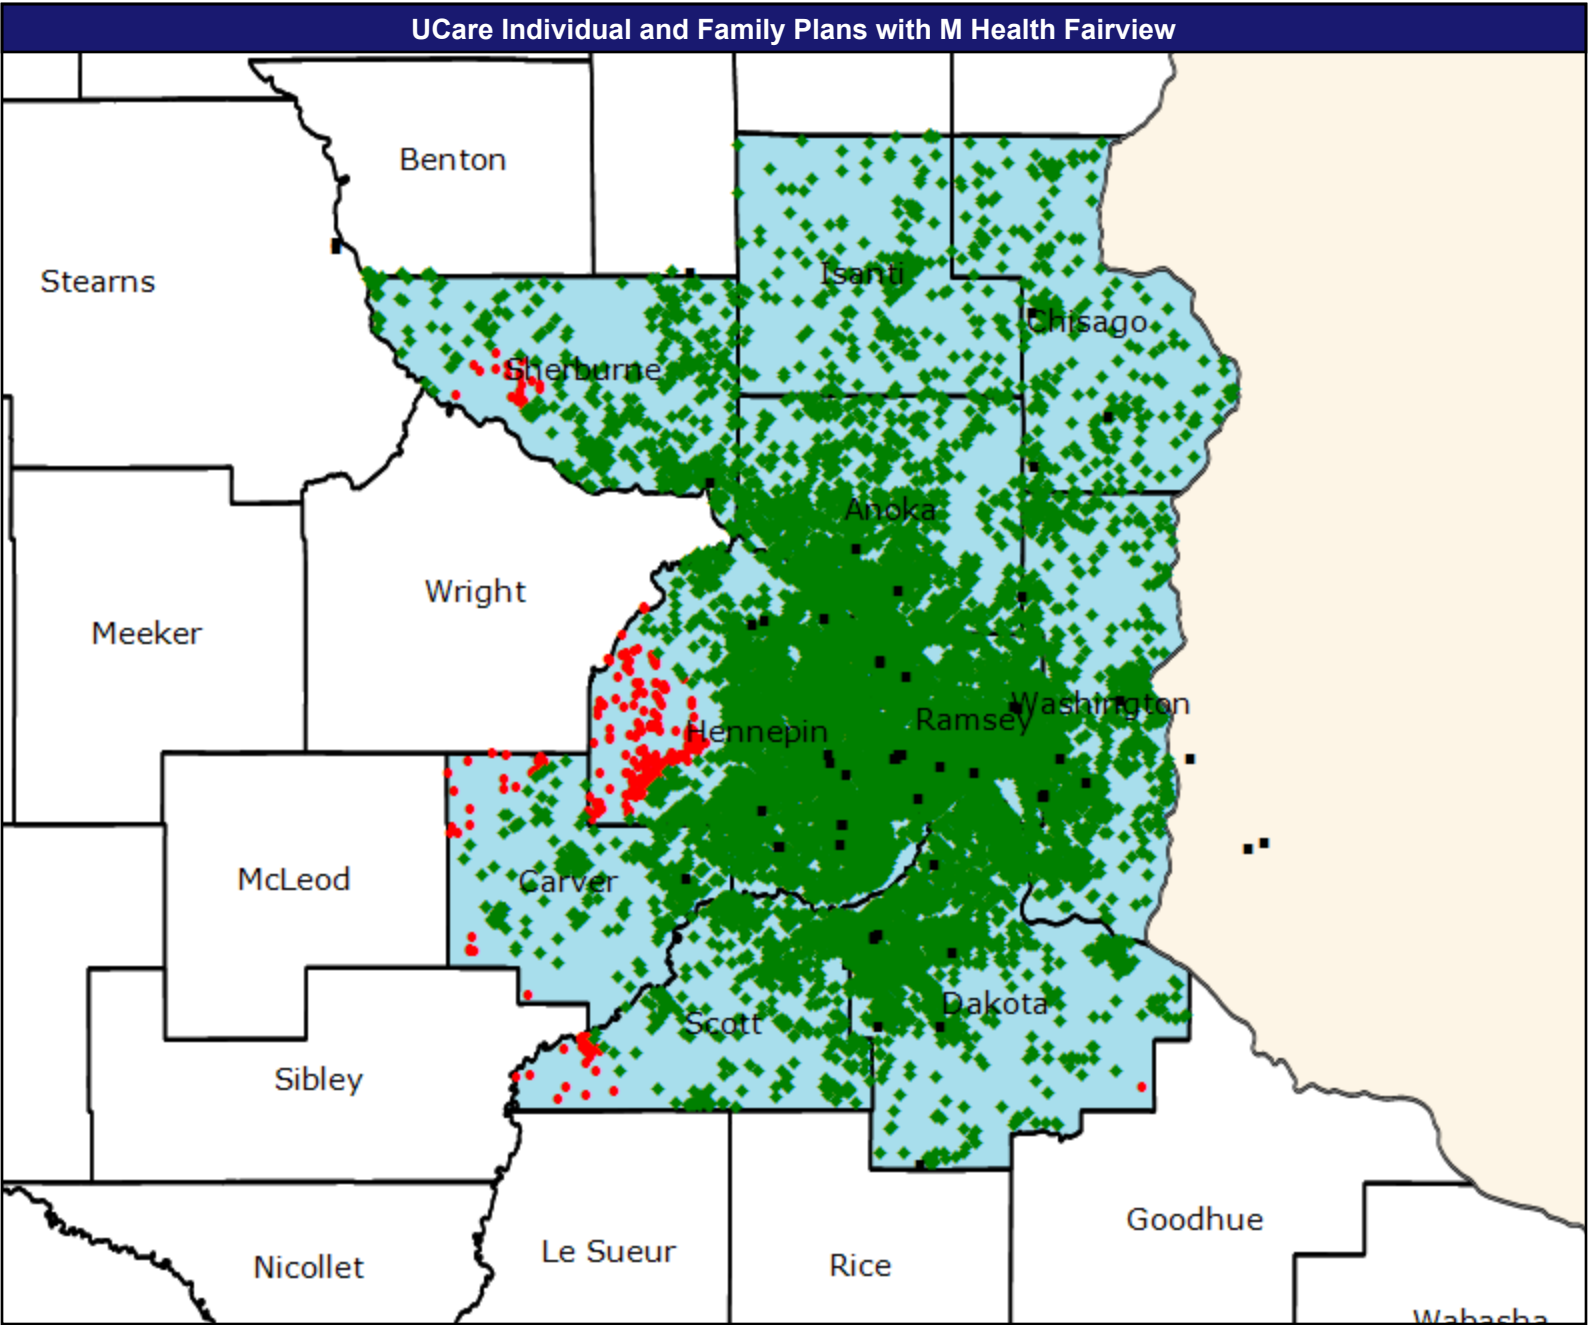 UCare Individual and Family Plans with M Health Fairview
Benton
Stearns
Isanti
Chisago
Sherburne
Anoka
Wright
Meeker
Washington
Ramsey
Hennepin
McLeod
Carver
Dakota
Scott
Sibley
Goodhue
Le Sueur
Rice
Nicollet
Wabasha